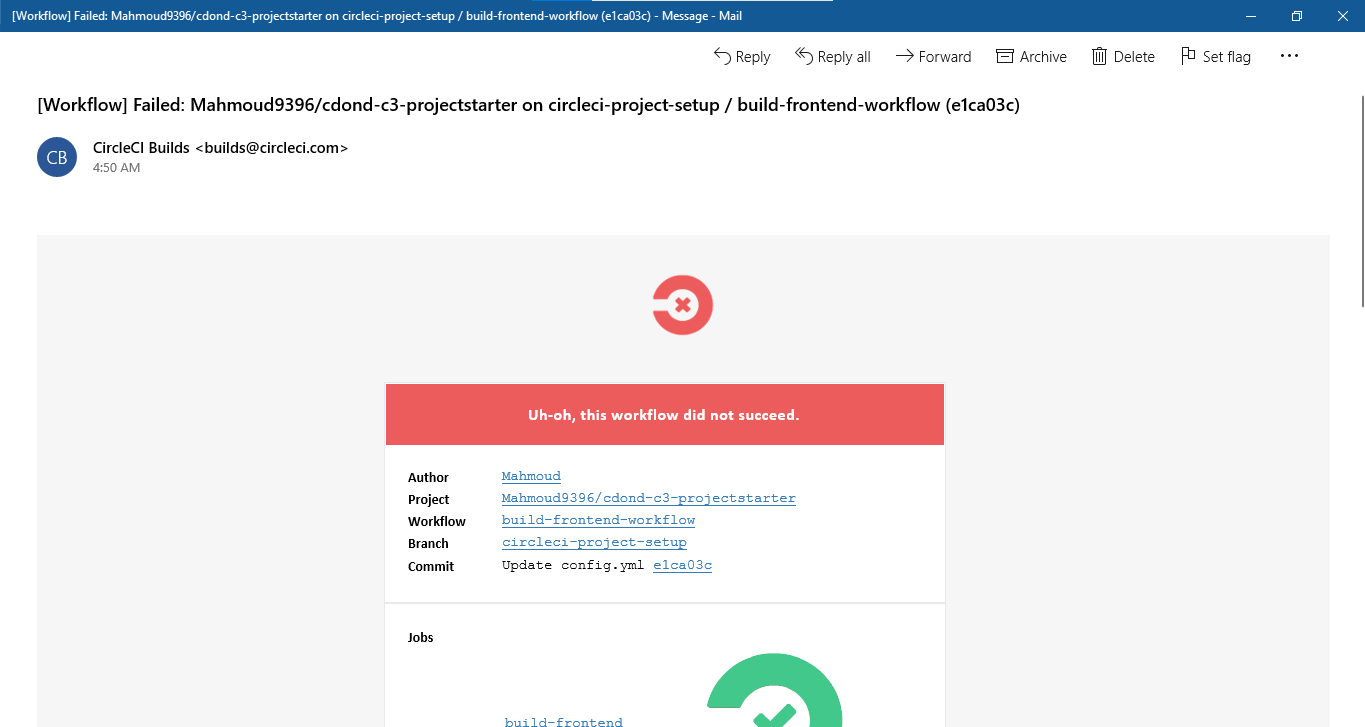 [Workflow] Failed: Mahmoud9396/cdond-c3-projectstarter on circleci-project-setup / build-frontend-workflow (e1ca03c) - Message - Mail
Reply
Reply all
Forward
Archive
Delete
Set flag
[Workflow] Failed: Mahmoud9396/cdond-c3-projectstarter on circleci-project-setup / build-frontend-workflow (e1ca03c)
CB
CircleCI Builds <builds@circleci.com>
4:50 AM
Uh-oh, this workflow did not succeed.
Author Mahmoud
Project Mahmoud9396/cdond-c3-projectstarter
Workflow build-frontend-workflow
Branch circleci-project-setup
Commit Update config.yml e1ca03c
Jobs
build-frontend